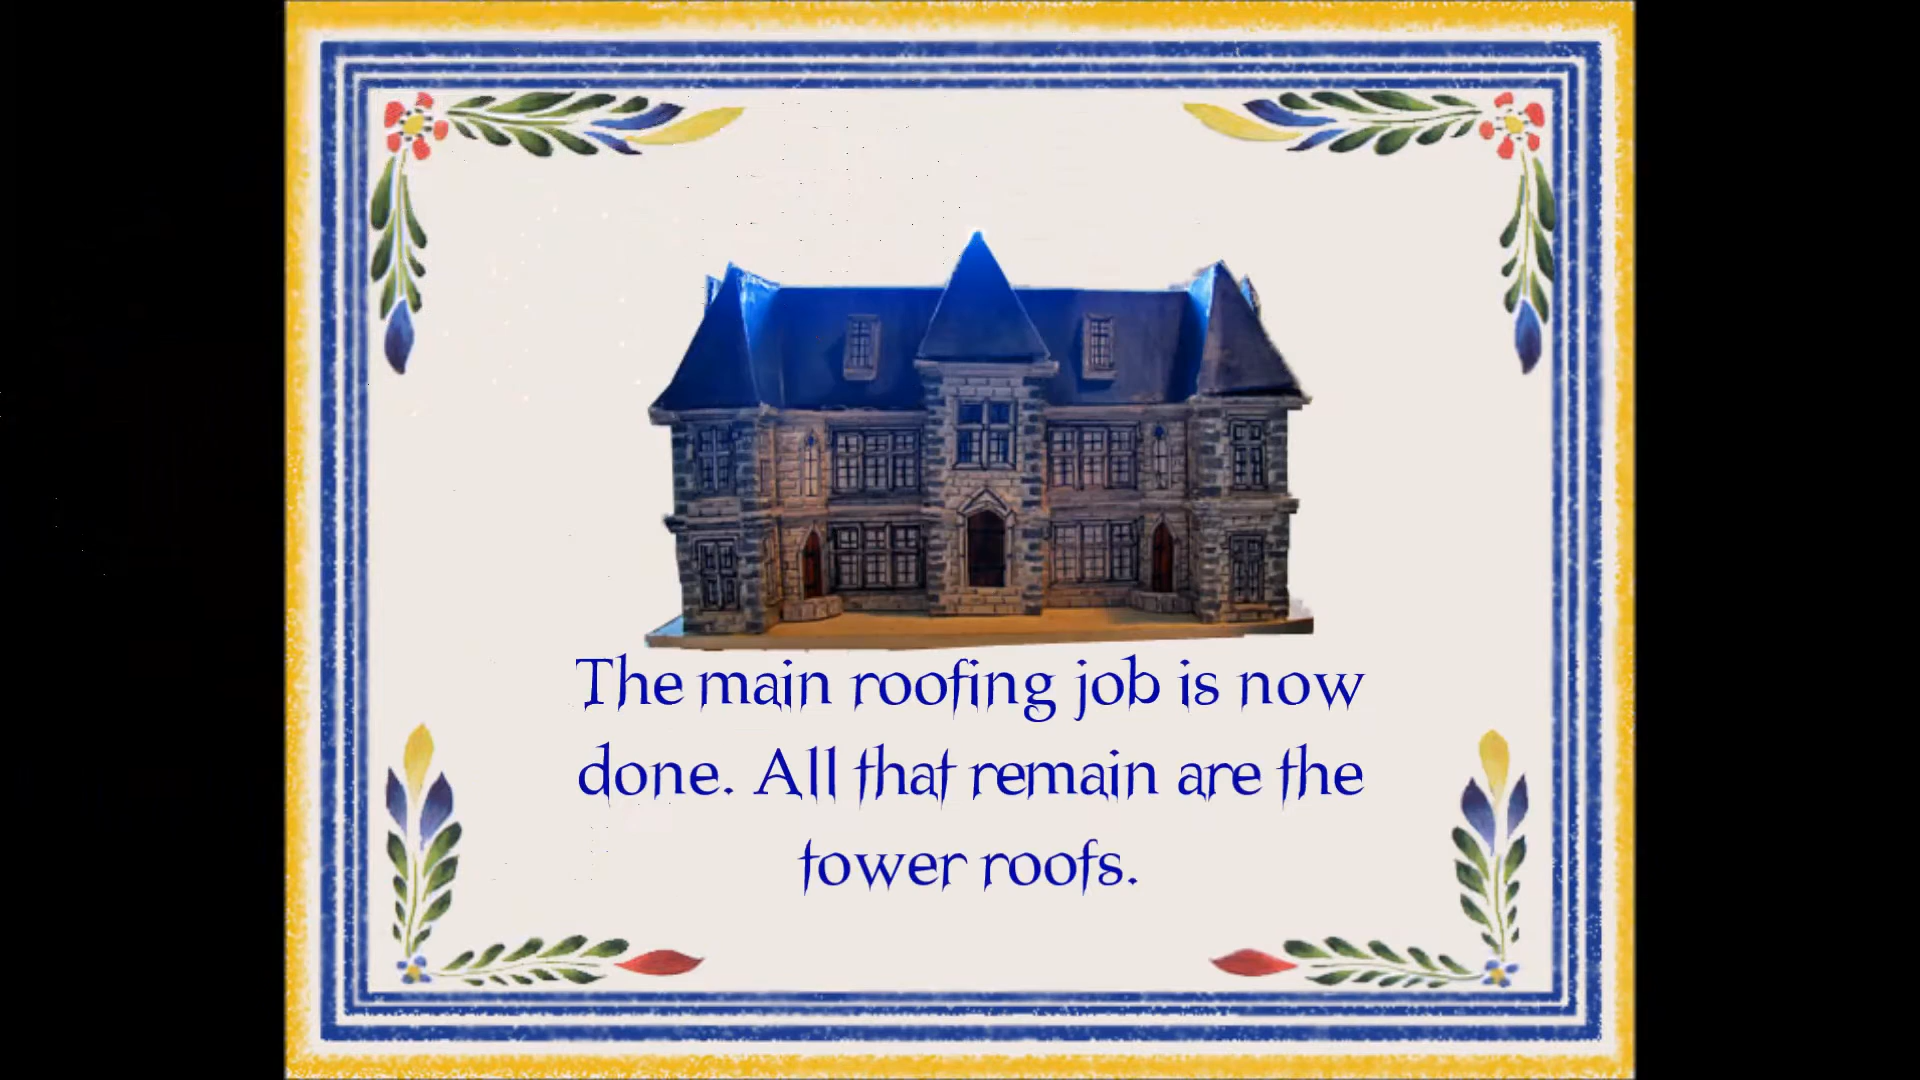 The main roofing job is now
done. All that remain are the
tower roofs.